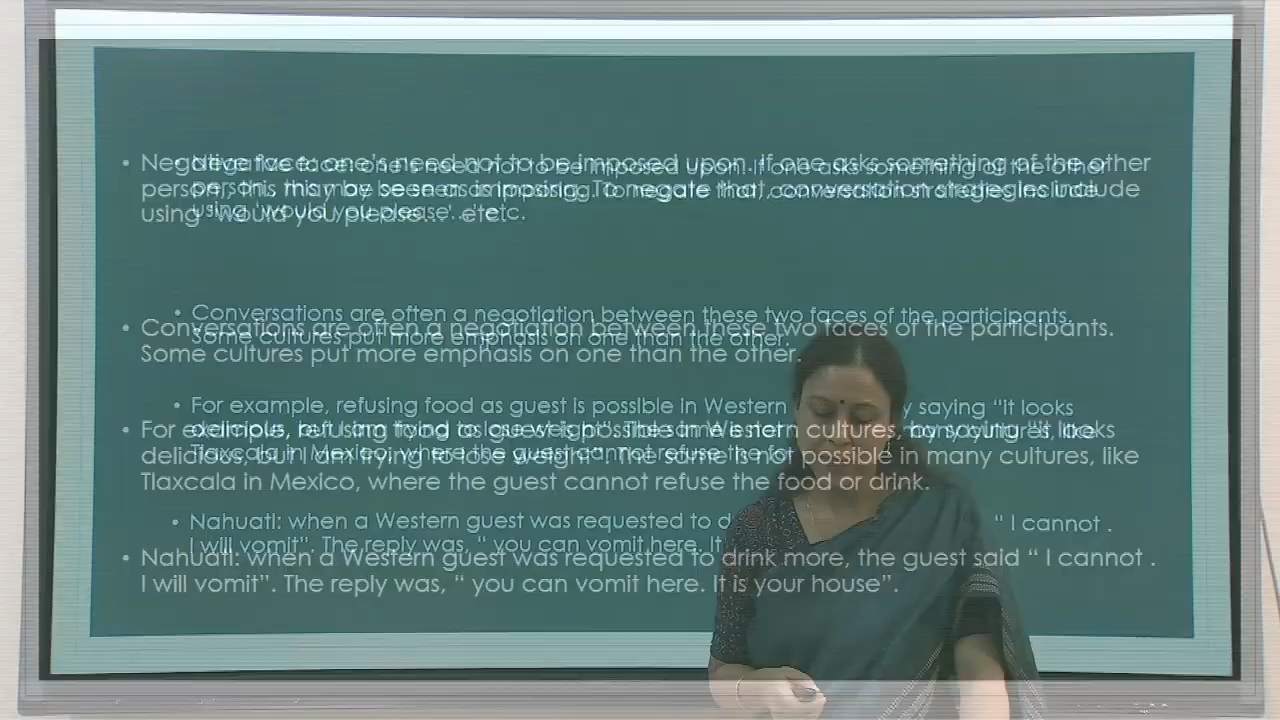 • Negative face: one's need not to be imposed upon. If one asks something of the other
person, this may be seen as imposing. To negate that, conversation strategies include
using "would you please..." etc.
• Conversations are often a negotiation between these two faces of the participants.
Some cultures put more emphasis on one than the other.
• For example, refusing food as guest is possible in Western cultures, by saying "it looks
delicious, but I am trying to lose weight". The same is not possible in many cultures, like
Tlaxcala in Mexico, where the guest cannot refuse the food or drink.
• Nahuatl: when a Western guest was requested to drink more, the guest said " I cannot .
I will vomit". The reply was, " you can vomit here. It is your house".